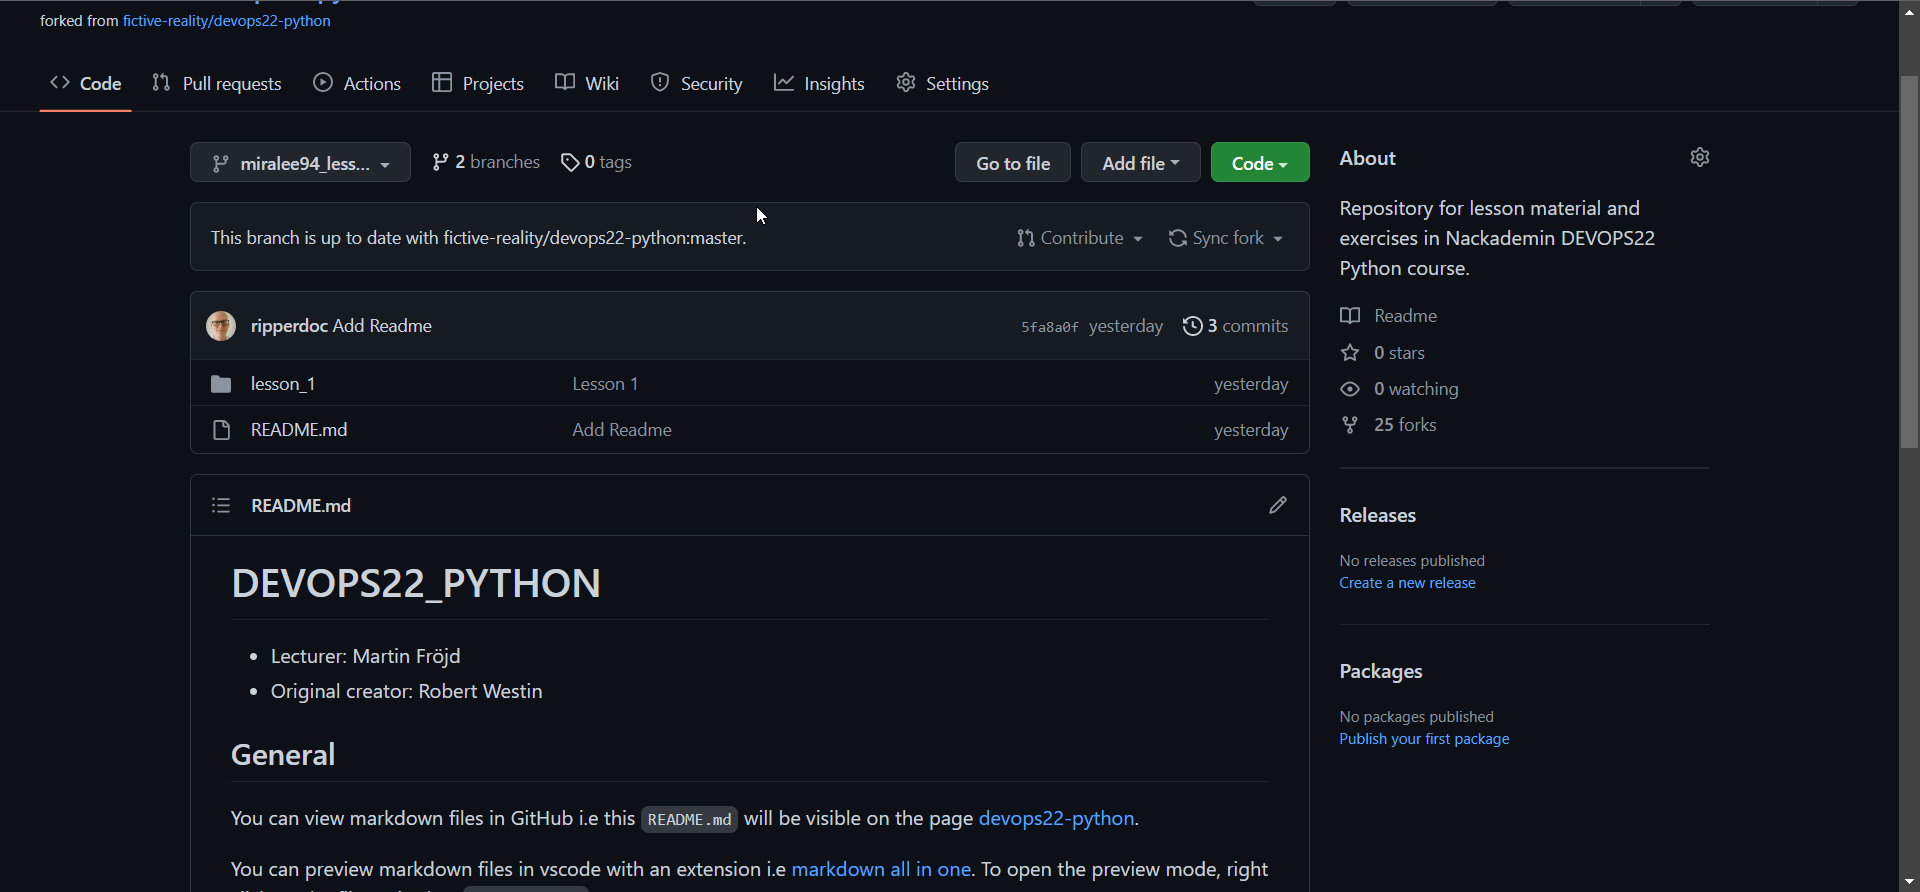 forked from fictive-reality/devops22-python
Code Pull requests Actions Projects Wiki Security Insights Settings
miralee94_less... 2 branches 0 tags Go to file Add file Code
This branch is up to date with fictive-reality/devops22-python:master. Contribute Sync fork
ripperdoc Add Readme 5fa8a0f yesterday 3 commits
lesson_1 Lesson 1 yesterday
README.md Add Readme yesterday
README.md
DEVOPS22_PYTHON
Lecturer: Martin Fröjd
Original creator: Robert Westin
General
You can view markdown files in GitHub i.e this README.md will be visible on the page devops22-python.
You can preview markdown files in vscode with an extension i.e markdown all in one. To open the preview mode, right
About
Repository for lesson material and
exercises in Nackademin DEVOPS22
Python course.
Readme
0 stars
0 watching
25 forks
Releases
No releases published
Create a new release
Packages
No packages published
Publish your first package